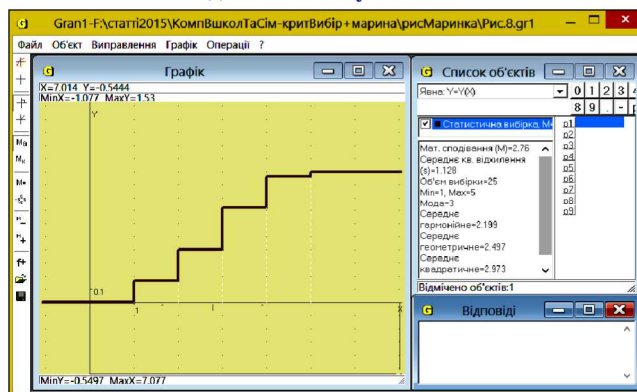 Gran1-F:\статті2015\КомпВшколТаСім-критВибір+марина\рисМаринка\Рис.8.gr1
Файл Об'єкт Виправлення Графік Операції ?
Графік
X=7.014 Y=-0.5444
MinX=-1.077 MaxY=1.53
Y
0.1
1
X
MinY=-0.5497 MaxX=7.077
Список об'єктів
Явна: Y=Y(X)
0 1 2 3 4
8 9 . -
Статистична вибірка, М=
p1
p2
p3
p4
p5
p6
p7
p8
p9
Мат. сподівання (М)=2.76
Середнє кв. відхилення
(s)=1.128
Об'єм вибірки=25
Min=1, Max=5
Мода=3
Середнє
гармонійне=2.199
Середнє
геометричне=2.497
Середнє
квадратичне=2.973
Відмічено об'єктів:1
Відповіді